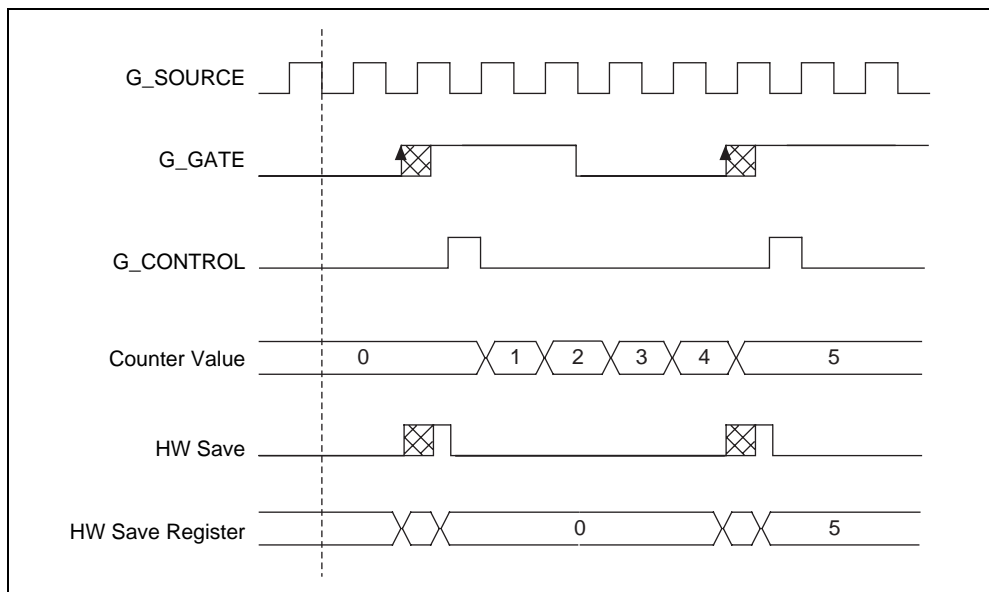 G_SOURCE
G_GATE
G_CONTROL
Counter Value 0 1 2 3 4 5
HW Save
HW Save Register 0 5